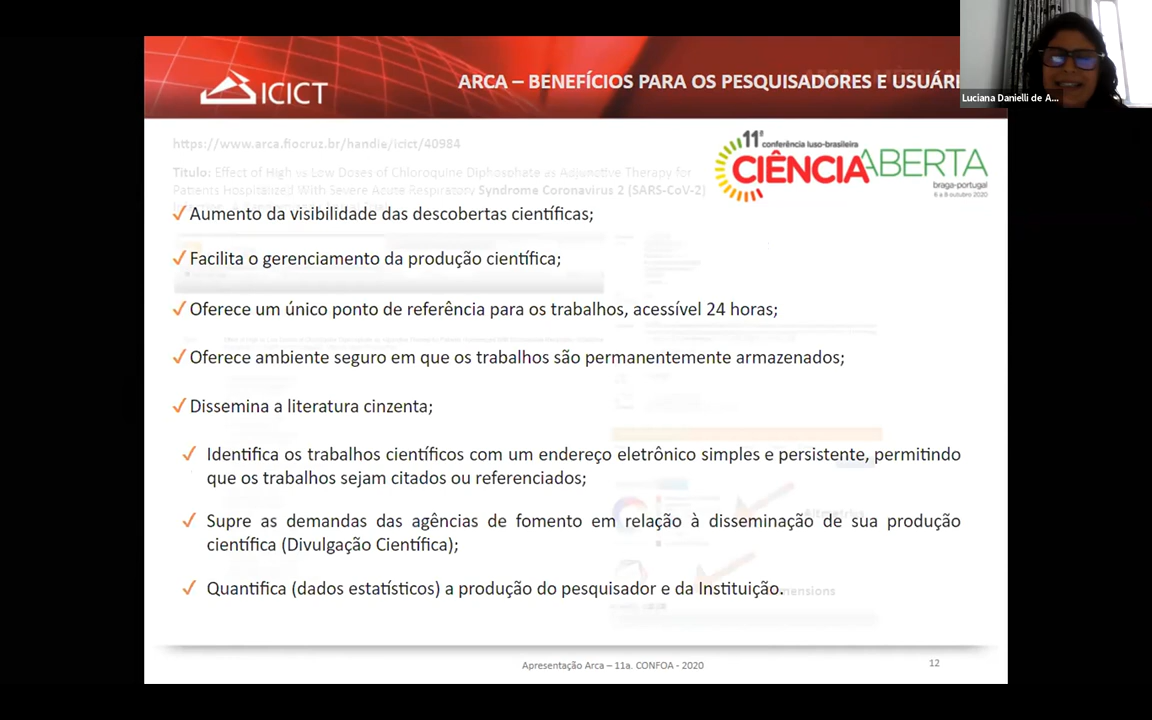 ICICT
ARCA – BENEFÍCIOS PARA OS PESQUISADORES E USUÁRI
Luciana Danielli de A...
https://www.arca.fiocruz.br/handle/icict/40984
Título: Effect of High vs Low Doses of Chloroquine Diphosphate as Adjunctive Therapy for
Patients Hospitalized With Severe Acute Respiratory Syndrome Coronavirus 2 (SARS-CoV-2)
11ª conferência luso-brasileira
CIÊNCIA ABERTA
braga-portugal
6 a 8 outubro 2020
✓ Aumento da visibilidade das descobertas científicas;
✓ Facilita o gerenciamento da produção científica;
✓ Oferece um único ponto de referência para os trabalhos, acessível 24 horas;
✓ Oferece ambiente seguro em que os trabalhos são permanentemente armazenados;
✓ Dissemina a literatura cinzenta;
✓ Identifica os trabalhos científicos com um endereço eletrônico simples e persistente, permitindo
que os trabalhos sejam citados ou referenciados;
✓ Supre as demandas das agências de fomento em relação à disseminação de sua produção
científica (Divulgação Científica);
✓ Quantifica (dados estatísticos) a produção do pesquisador e da Instituição.
Apresentação Arca – 11a. CONFOA - 2020
12